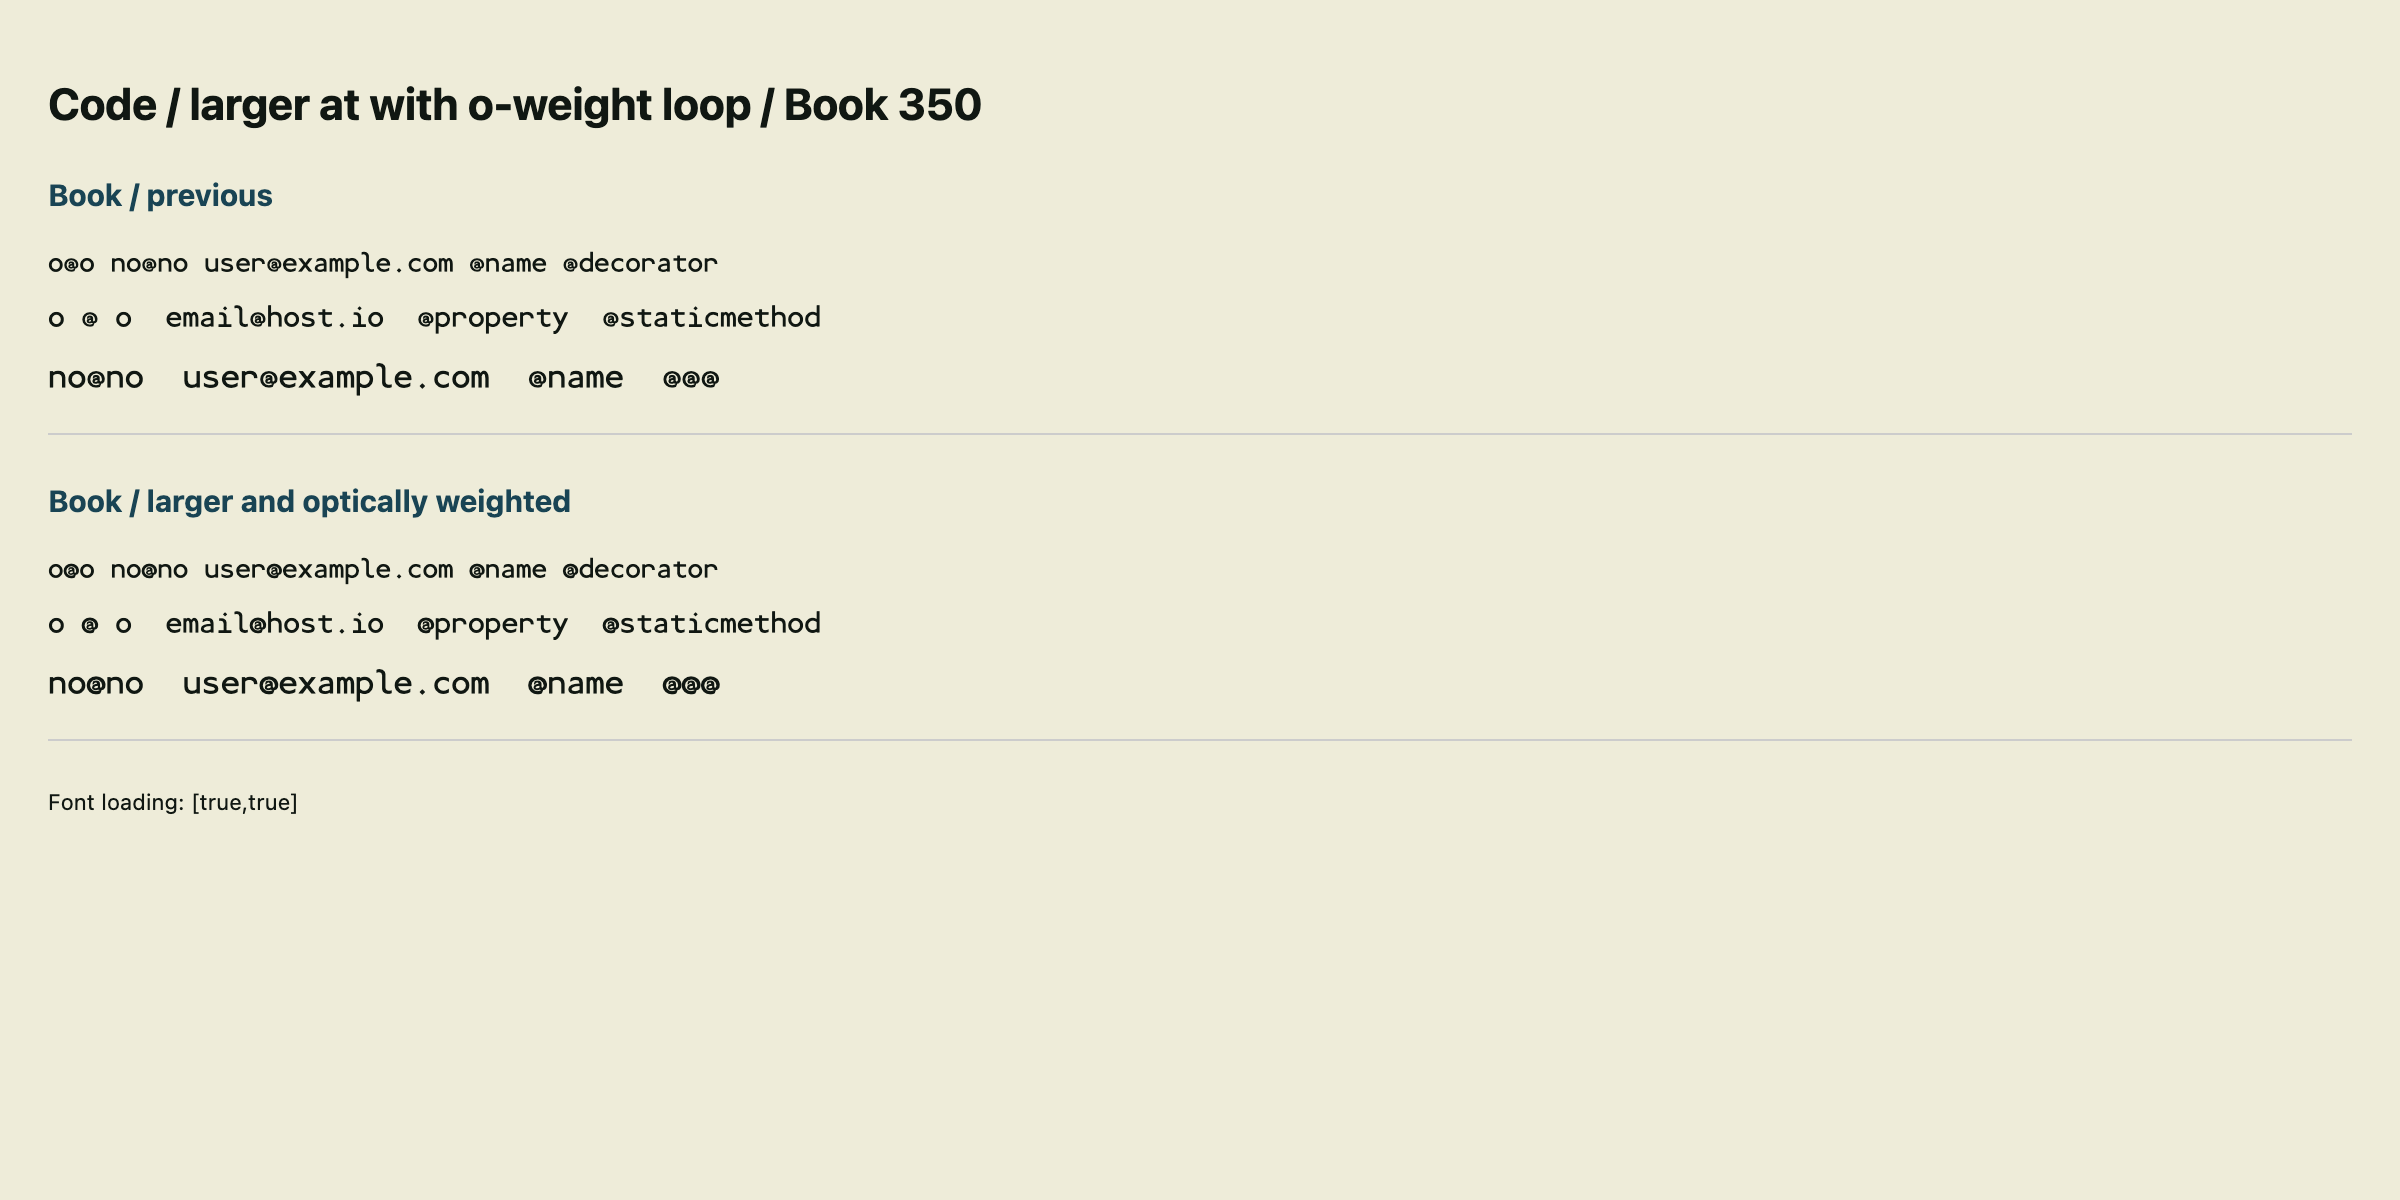 Code / larger at with o-weight loop / Book 350
Book / previous
o@o no@no user@example.com @name @decorator
o @ o  email@host.io  @property  @staticmethod
no@no  user@example.com  @name  @@@
Book / larger and optically weighted
o@o no@no user@example.com @name @decorator
o @ o  email@host.io  @property  @staticmethod
no@no  user@example.com  @name  @@@
Font loading: [true,true]